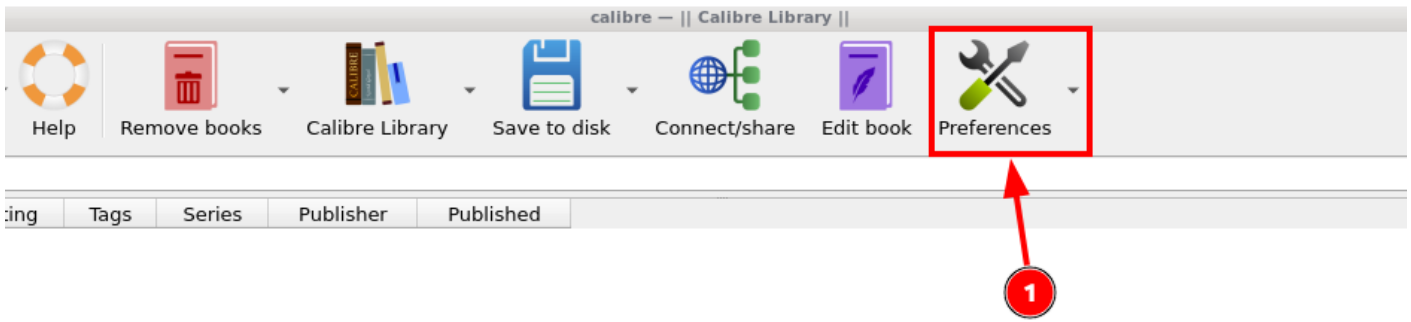 calibre — || Calibre Library ||
CALIBRE
Help Remove books Calibre Library Save to disk Connect/share Edit book Preferences
Tags Series Publisher Published
1